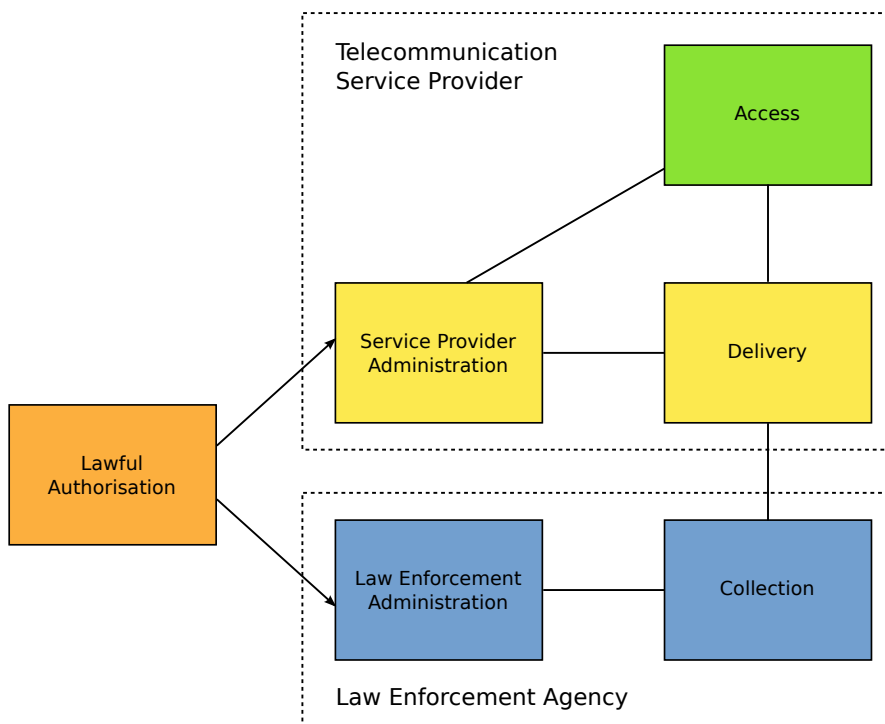 Telecommunication
Service Provider
Access
Service Provider
Administration
Delivery
Lawful
Authorisation
Law Enforcement
Administration
Collection
Law Enforcement Agency